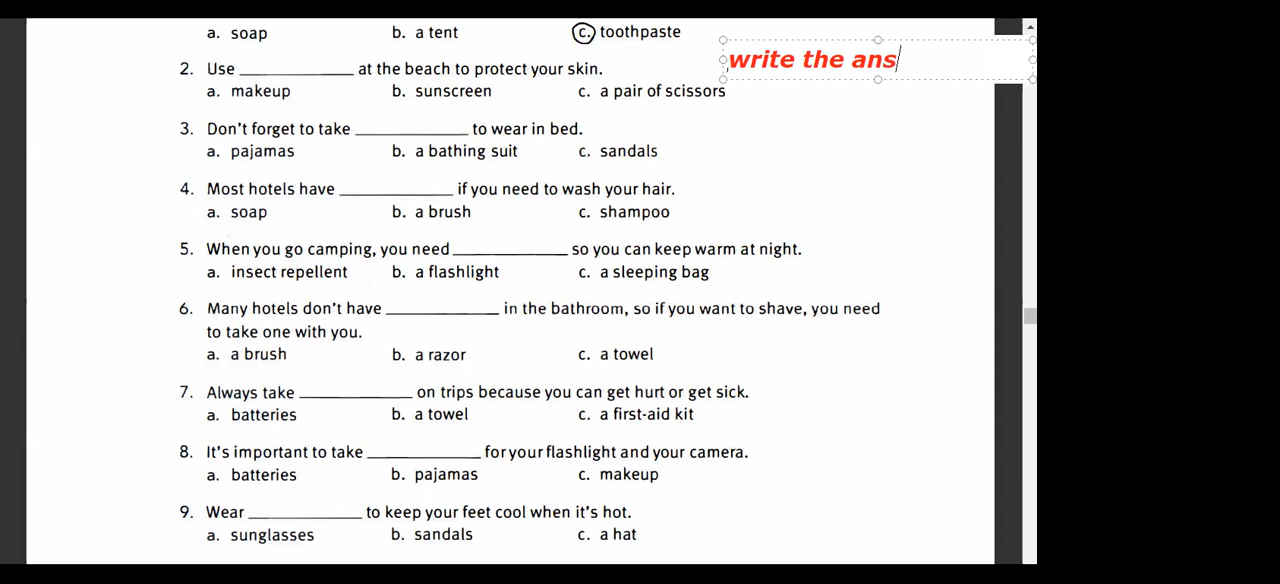 a. soap b. a tent c. toothpaste
write the ans
2. Use ____________ at the beach to protect your skin.
a. makeup b. sunscreen c. a pair of scissors
3. Don't forget to take ____________ to wear in bed.
a. pajamas b. a bathing suit c. sandals
4. Most hotels have ____________ if you need to wash your hair.
a. soap b. a brush c. shampoo
5. When you go camping, you need ____________ so you can keep warm at night.
a. insect repellent b. a flashlight c. a sleeping bag
6. Many hotels don't have ____________ in the bathroom, so if you want to shave, you need
to take one with you.
a. a brush b. a razor c. a towel
7. Always take ____________ on trips because you can get hurt or get sick.
a. batteries b. a towel c. a first-aid kit
8. It's important to take ____________ for your flashlight and your camera.
a. batteries b. pajamas c. makeup
9. Wear ____________ to keep your feet cool when it's hot.
a. sunglasses b. sandals c. a hat